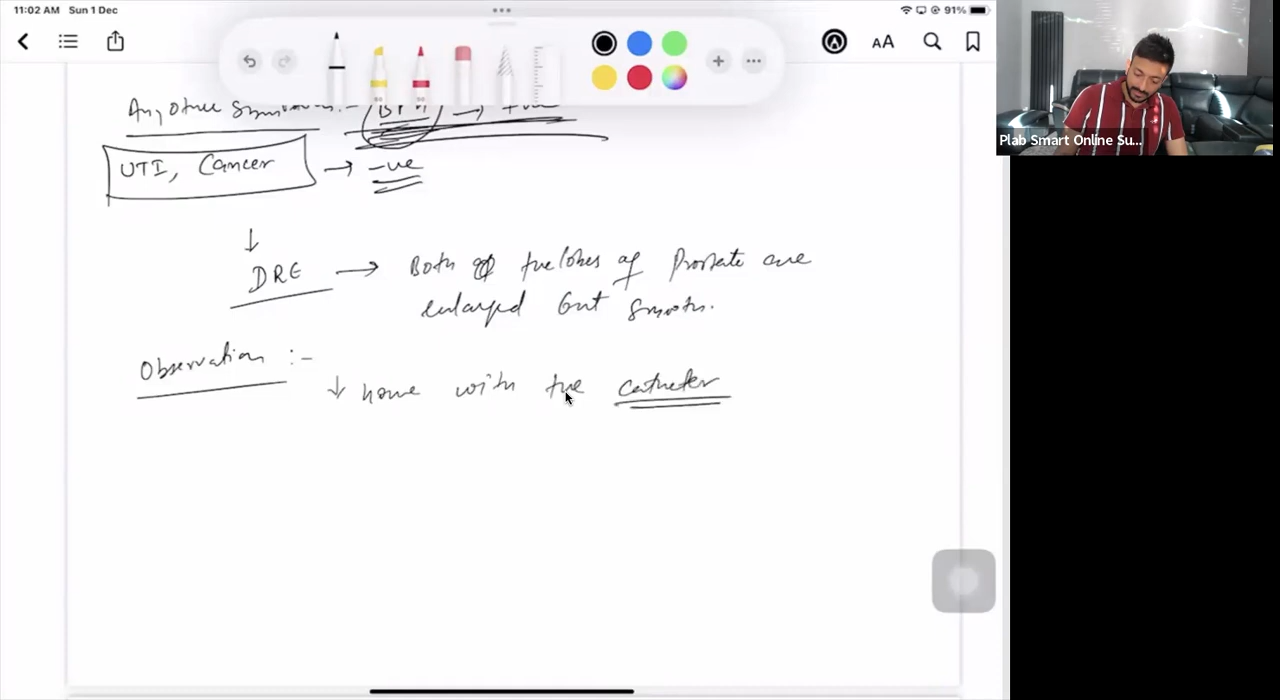 11:02 AM Sun 1 Dec
91%
AA
Plab Smart Online Su...
Any other symptoms :- BPH → +ve
UTI, Cancer → -ve
↓
DRE → Both the lobes of Prostate are
enlarged but smooth.
Observation :-
↓ home with the catheter